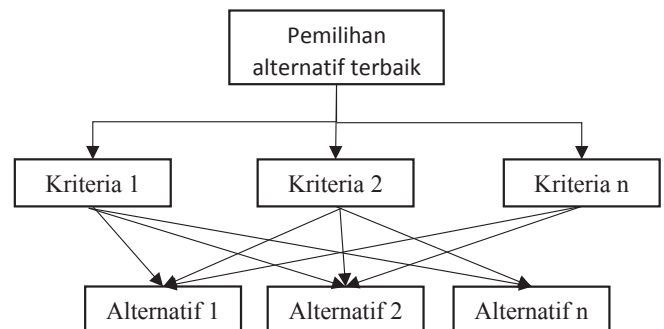 Pemilihan
alternatif terbaik
Kriteria 1
Kriteria 2
Kriteria n
Alternatif 1
Alternatif 2
Alternatif n